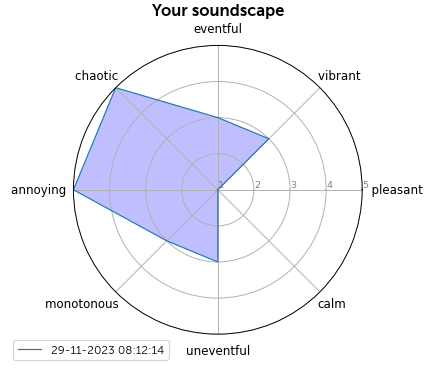 Your soundscape
eventful
chaotic
vibrant
annoying
1 2 3 4 5
pleasant
monotonous
calm
uneventful
29-11-2023 08:12:14